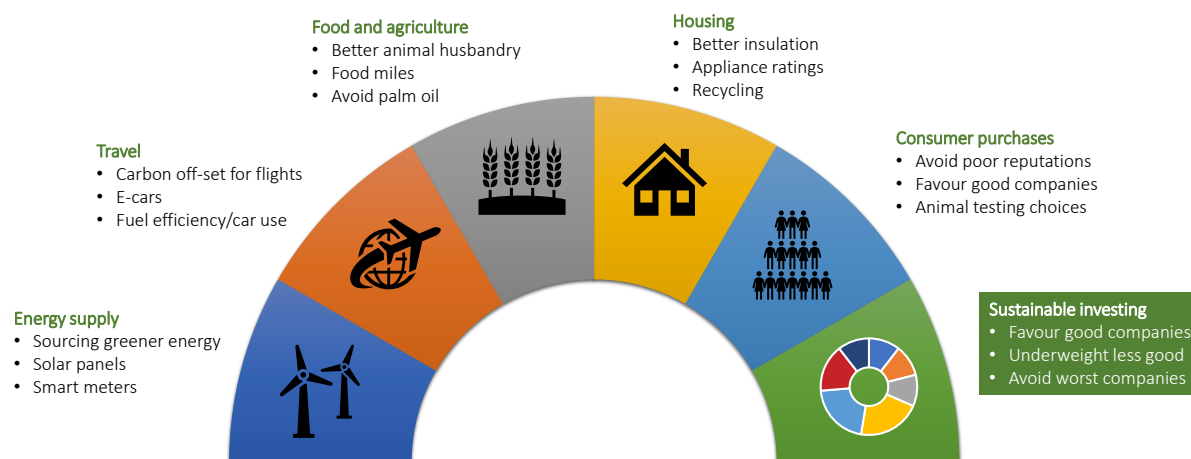 Food and agriculture
• Better animal husbandry
• Food miles
• Avoid palm oil
Housing
• Better insulation
• Appliance ratings
• Recycling
Travel
• Carbon off-set for flights
• E-cars
• Fuel efficiency/car use
Consumer purchases
• Avoid poor reputations
• Favour good companies
• Animal testing choices
Energy supply
• Sourcing greener energy
• Solar panels
• Smart meters
Sustainable investing
• Favour good companies
• Underweight less good
• Avoid worst companies